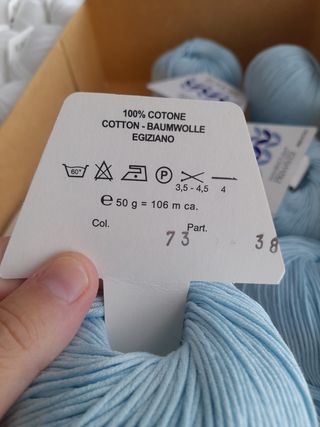 100% COTONE
COTTON - BAUMWOLLE
EGIZIANO
60° P 3,5 - 4,5 4
e 50 g = 106 m ca.
Col. Part.
73 38